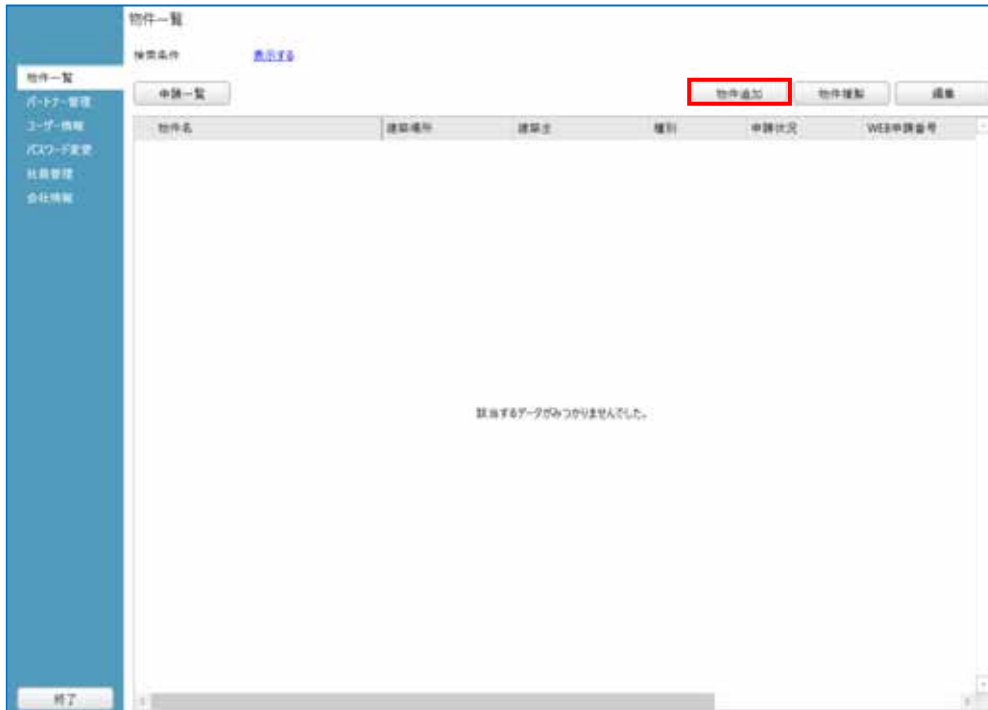 物件一覧
検索条件 表示する
物件一覧
パートナー管理
ユーザー情報
パスワード変更
社員管理
会社情報
申請一覧 物件追加 物件複製 編集
物件名 建築場所 建築主 種別 申請状況 WEB申請番号
該当するデータがみつかりませんでした。
終了